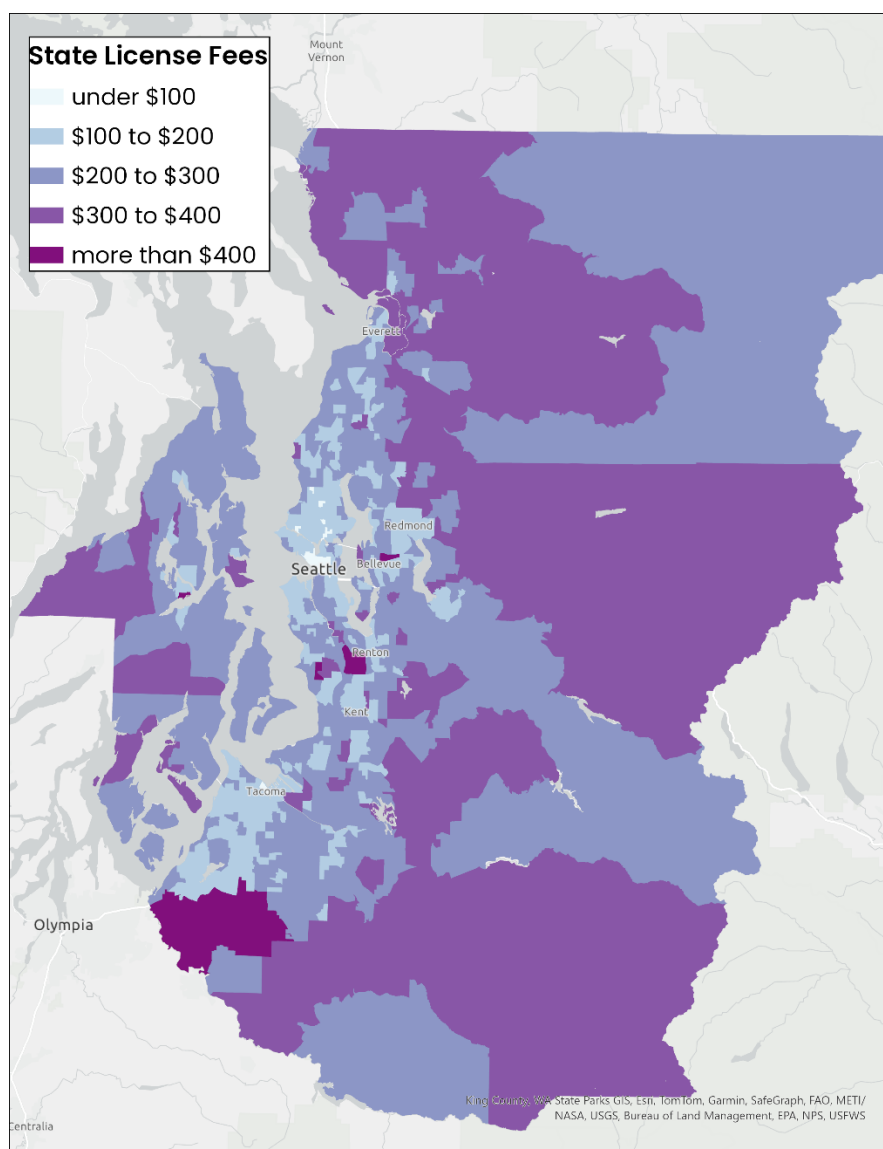 Mount
Vernon
State License Fees
under $100
$100 to $200
$200 to $300
$300 to $400
more than $400
Everett
Redmond
Seattle
Bellevue
Renton
Kent
Tacoma
Olympia
King County, WA State Parks GIS, Esri, TomTom, Garmin, SafeGraph, FAO, METI/
NASA, USGS, Bureau of Land Management, EPA, NPS, USFWS
Centralia